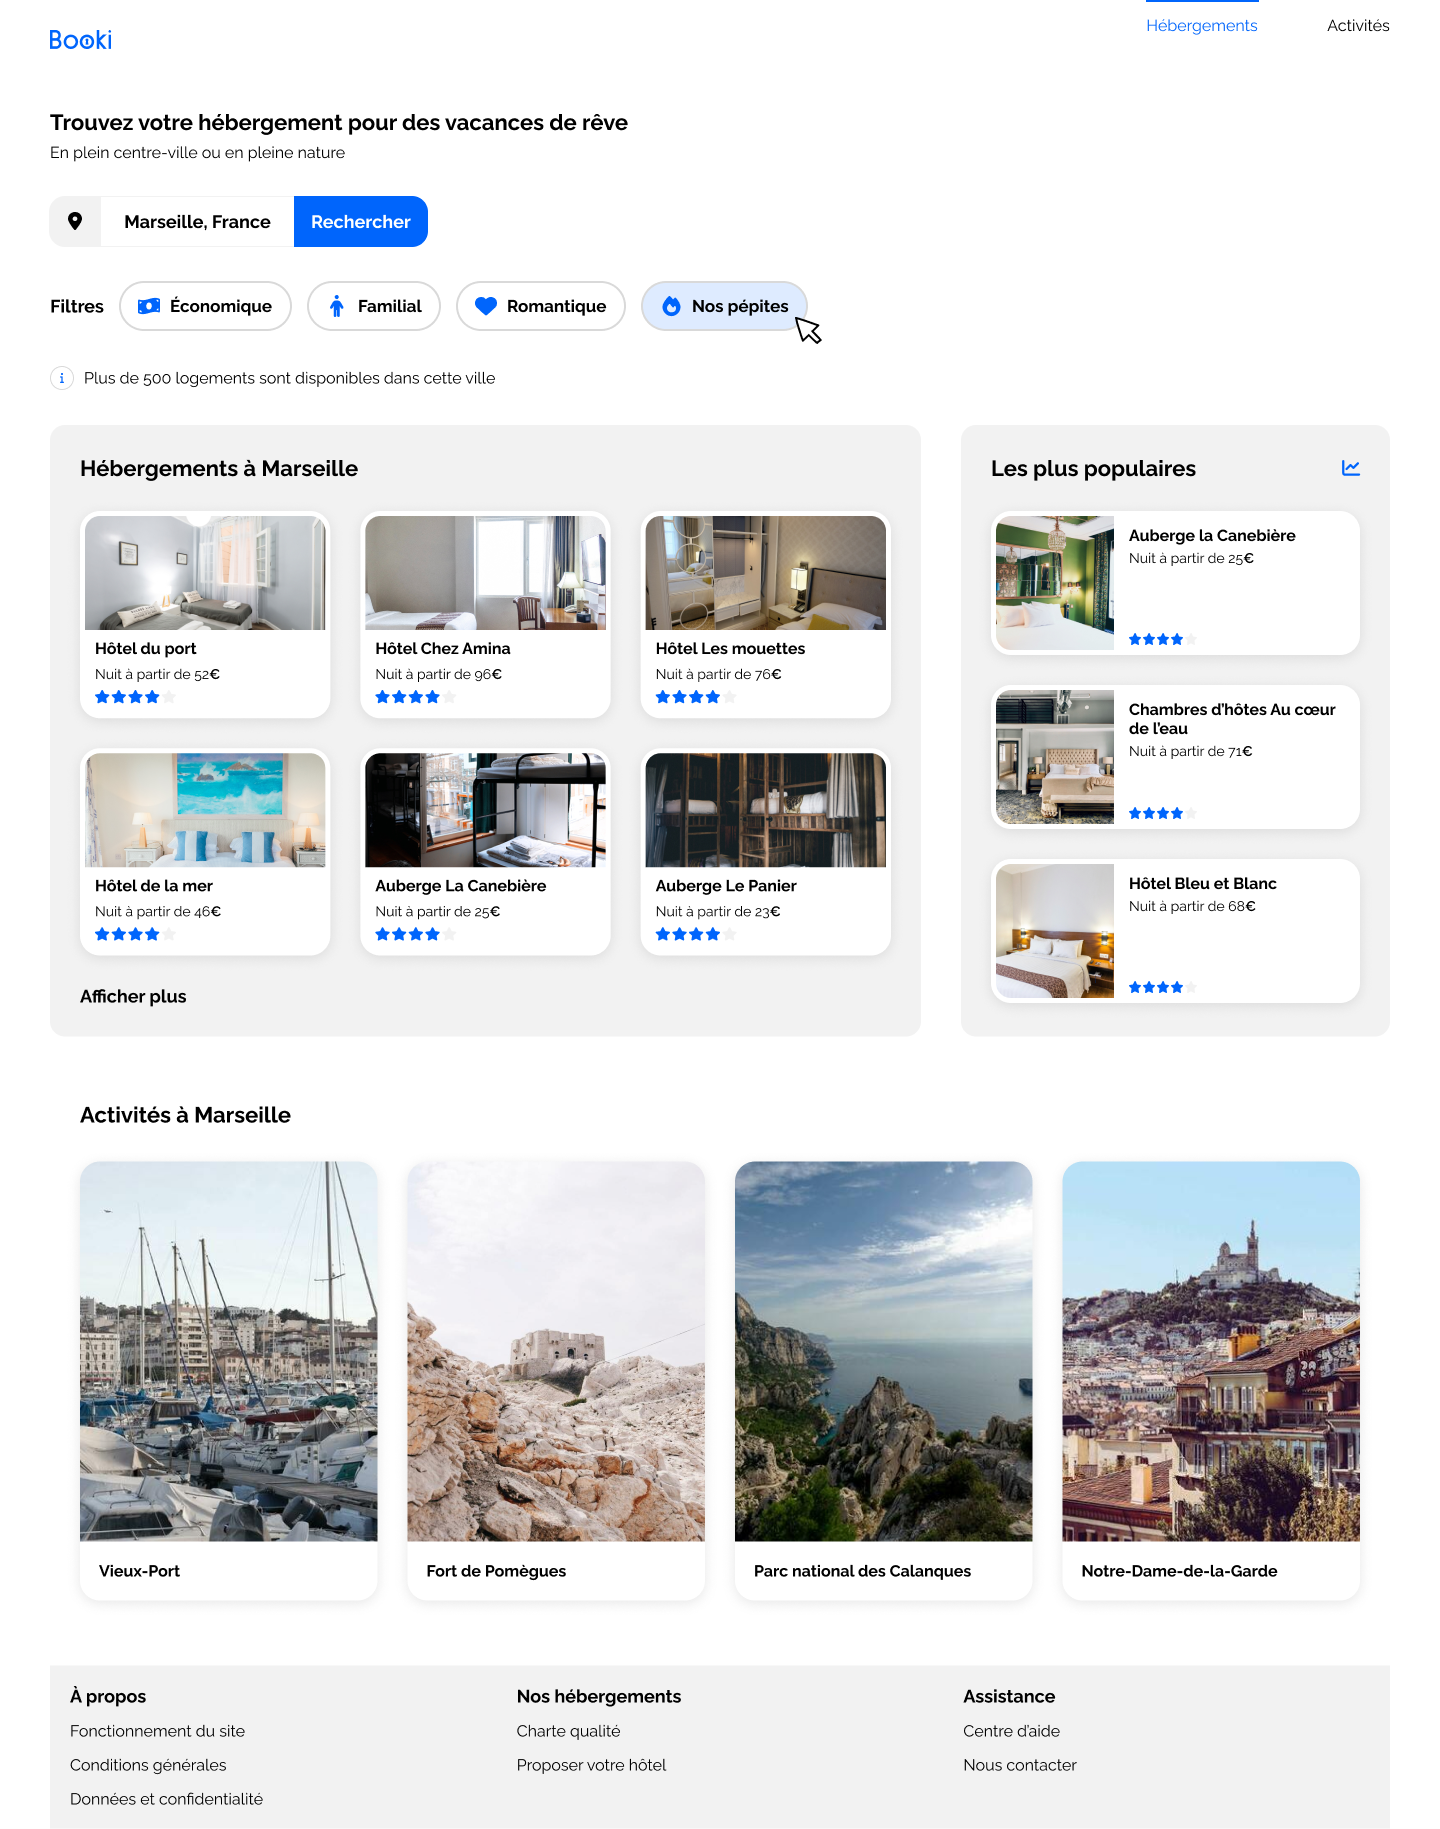 Booki
Hébergements
Activités
Trouvez votre hébergement pour des vacances de rêve
En plein centre-ville ou en pleine nature
Marseille, France
Rechercher
Filtres
Économique
Familial
Romantique
Nos pépites
Plus de 500 logements sont disponibles dans cette ville
Hébergements à Marseille
Hôtel du port
Nuit à partir de 52€
Hôtel Chez Amina
Nuit à partir de 96€
Hôtel Les mouettes
Nuit à partir de 76€
Hôtel de la mer
Nuit à partir de 46€
Auberge La Canebière
Nuit à partir de 25€
Auberge Le Panier
Nuit à partir de 23€
Afficher plus
Les plus populaires
Auberge la Canebière
Nuit à partir de 25€
Chambres d’hôtes Au cœur
de l’eau
Nuit à partir de 71€
Hôtel Bleu et Blanc
Nuit à partir de 68€
Activités à Marseille
Vieux-Port
Fort de Pomègues
Parc national des Calanques
Notre-Dame-de-la-Garde
À propos
Fonctionnement du site
Conditions générales
Données et confidentialité
Nos hébergements
Charte qualité
Proposer votre hôtel
Assistance
Centre d’aide
Nous contacter